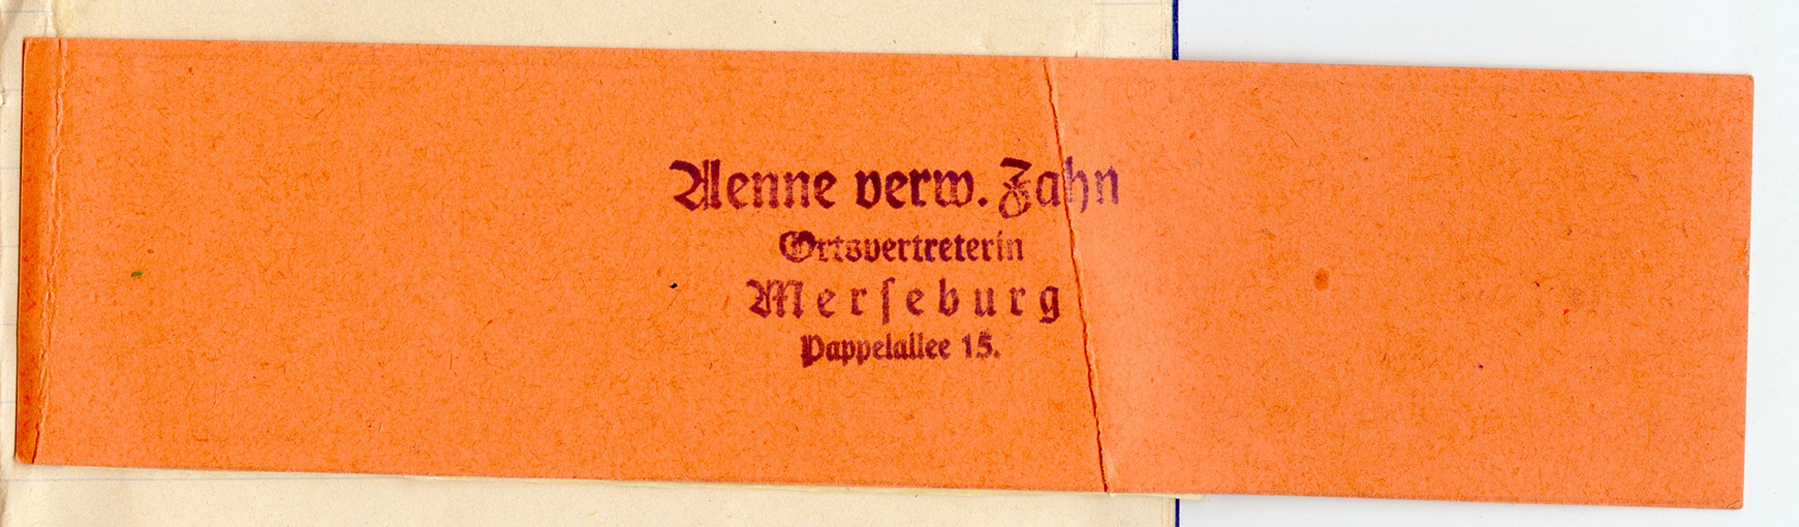 Aenne verw. Zahn
Ortsvertreterin
Merseburg
Pappelallee 15.